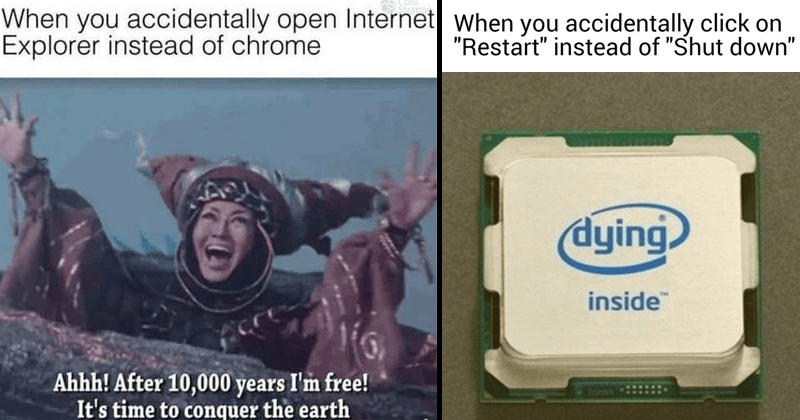 When you accidentally open Internet
Explorer instead of chrome
Ahhh! After 10,000 years I'm free!
It's time to conquer the earth
When you accidentally click on
"Restart" instead of "Shut down"
dying®
inside™